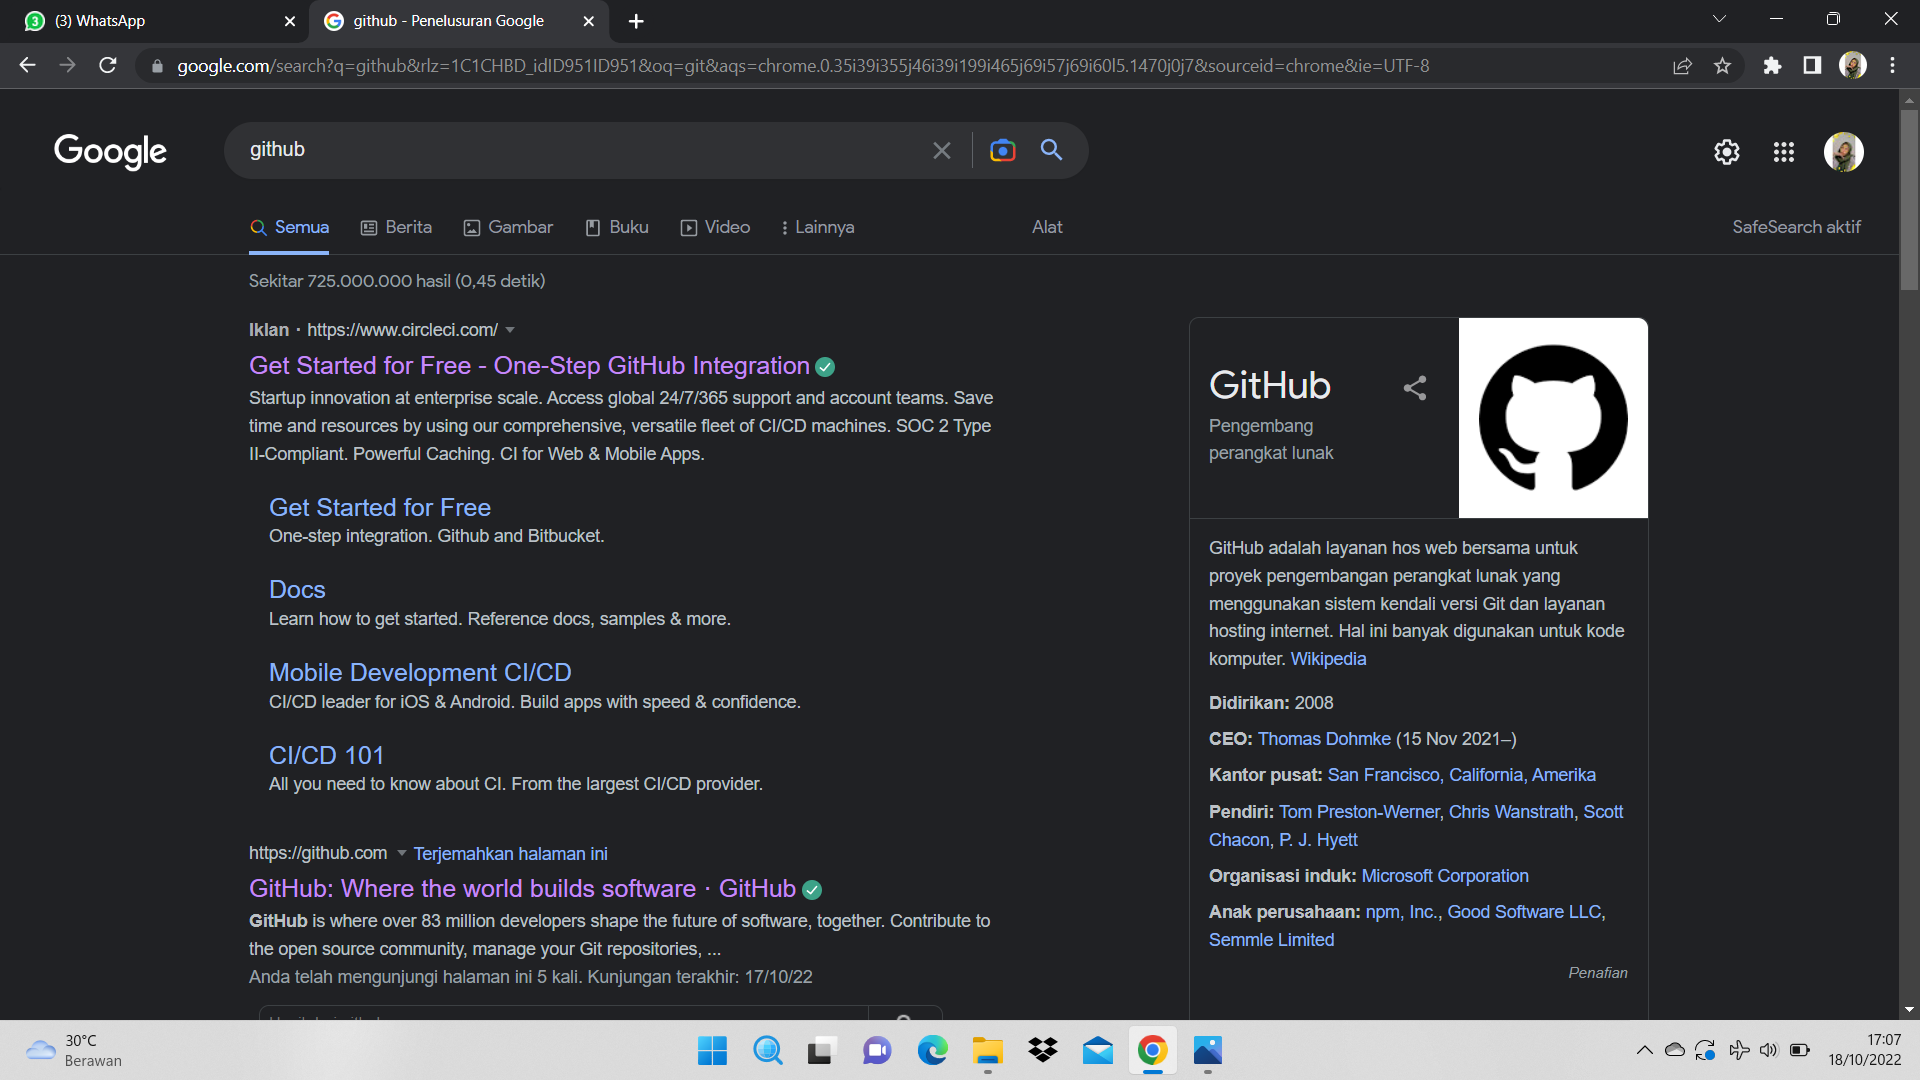 (3) WhatsApp
github - Penelusuran Google
google.com/search?q=github&rlz=1C1CHBD_idID951ID951&oq=git&aqs=chrome.0.35i39i355j46i39i199i465j69i57j69i60l5.1470j0j7&sourceid=chrome&ie=UTF-8
Google
github
Semua
Berita
Gambar
Buku
Video
Lainnya
Alat
SafeSearch aktif
Sekitar 725.000.000 hasil (0,45 detik)
Iklan · https://www.circleci.com/
Get Started for Free - One-Step GitHub Integration
Startup innovation at enterprise scale. Access global 24/7/365 support and account teams. Save
time and resources by using our comprehensive, versatile fleet of CI/CD machines. SOC 2 Type
II-Compliant. Powerful Caching. CI for Web & Mobile Apps.
Get Started for Free
One-step integration. Github and Bitbucket.
Docs
Learn how to get started. Reference docs, samples & more.
Mobile Development CI/CD
CI/CD leader for iOS & Android. Build apps with speed & confidence.
CI/CD 101
All you need to know about CI. From the largest CI/CD provider.
https://github.com Terjemahkan halaman ini
GitHub: Where the world builds software · GitHub
GitHub is where over 83 million developers shape the future of software, together. Contribute to
the open source community, manage your Git repositories, ...
Anda telah mengunjungi halaman ini 5 kali. Kunjungan terakhir: 17/10/22
GitHub
Pengembang
perangkat lunak
GitHub adalah layanan hos web bersama untuk
proyek pengembangan perangkat lunak yang
menggunakan sistem kendali versi Git dan layanan
hosting internet. Hal ini banyak digunakan untuk kode
komputer. Wikipedia
Didirikan: 2008
CEO: Thomas Dohmke (15 Nov 2021–)
Kantor pusat: San Francisco, California, Amerika
Pendiri: Tom Preston-Werner, Chris Wanstrath, Scott
Chacon, P. J. Hyett
Organisasi induk: Microsoft Corporation
Anak perusahaan: npm, Inc., Good Software LLC,
Semmle Limited
Penafian
30°C
Berawan
17:07
18/10/2022